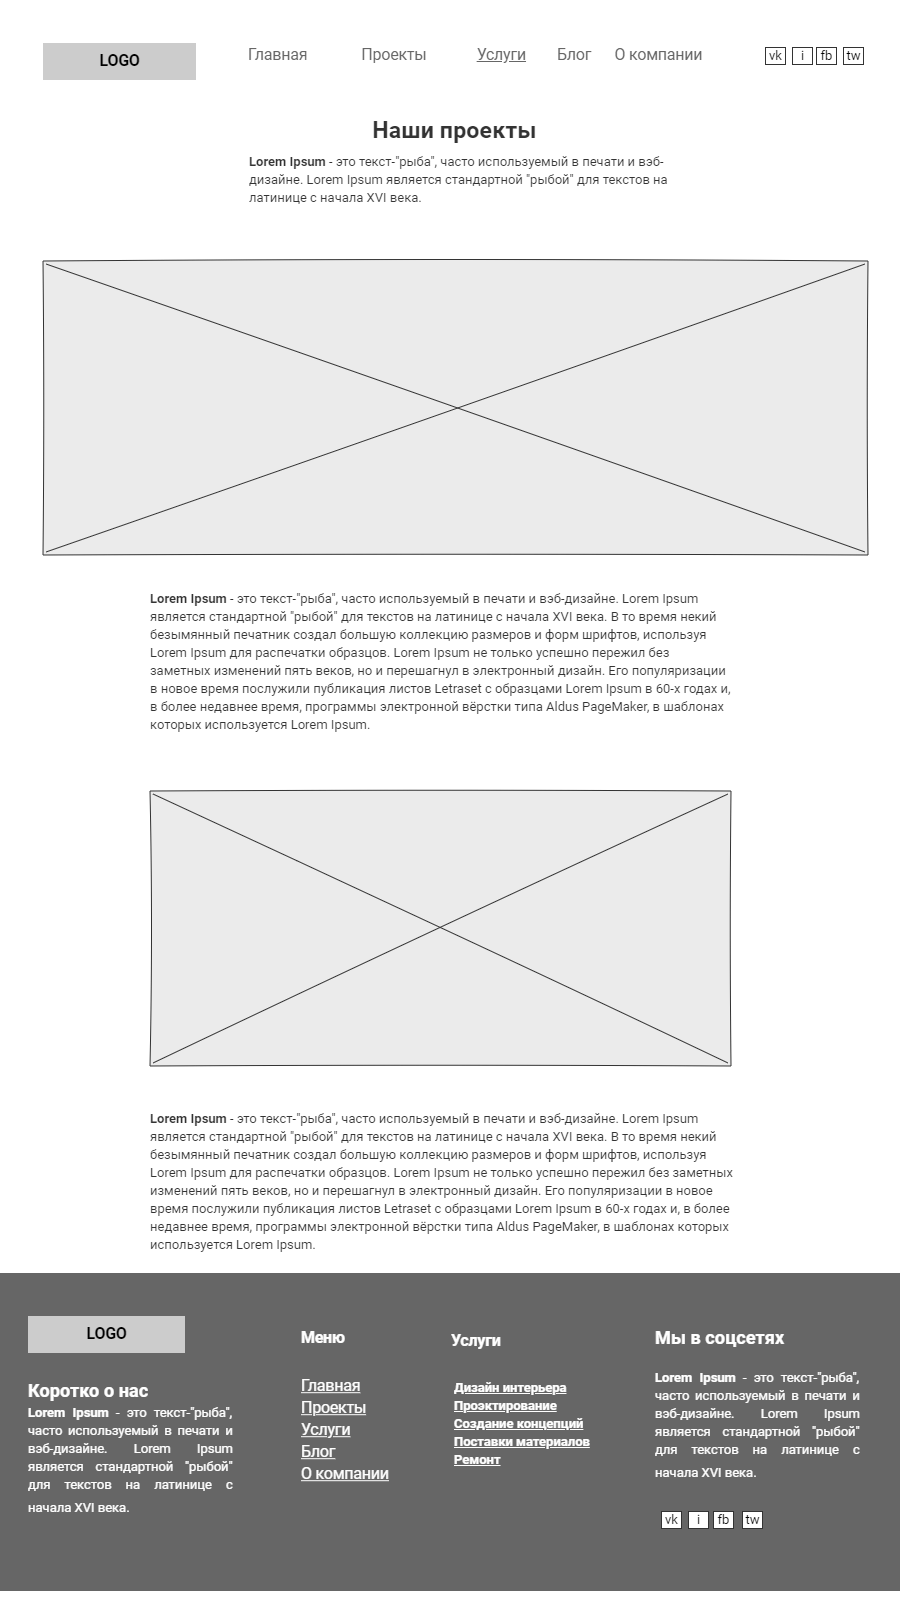 LOGO
Главная Проекты Услуги Блог О компании
vk i fb tw
Наши проекты
Lorem Ipsum - это текст-"рыба", часто используемый в печати и вэб-
дизайне. Lorem Ipsum является стандартной "рыбой" для текстов на
латинице с начала XVI века.
Lorem Ipsum - это текст-"рыба", часто используемый в печати и вэб-дизайне. Lorem Ipsum
является стандартной "рыбой" для текстов на латинице с начала XVI века. В то время некий
безымянный печатник создал большую коллекцию размеров и форм шрифтов, используя
Lorem Ipsum для распечатки образцов. Lorem Ipsum не только успешно пережил без
заметных изменений пять веков, но и перешагнул в электронный дизайн. Его популяризации
в новое время послужили публикация листов Letraset с образцами Lorem Ipsum в 60-х годах и,
в более недавнее время, программы электронной вёрстки типа Aldus PageMaker, в шаблонах
которых используется Lorem Ipsum.
Lorem Ipsum - это текст-"рыба", часто используемый в печати и вэб-дизайне. Lorem Ipsum
является стандартной "рыбой" для текстов на латинице с начала XVI века. В то время некий
безымянный печатник создал большую коллекцию размеров и форм шрифтов, используя
Lorem Ipsum для распечатки образцов. Lorem Ipsum не только успешно пережил без заметных
изменений пять веков, но и перешагнул в электронный дизайн. Его популяризации в новое
время послужили публикация листов Letraset с образцами Lorem Ipsum в 60-х годах и, в более
недавнее время, программы электронной вёрстки типа Aldus PageMaker, в шаблонах которых
используется Lorem Ipsum.
LOGO
Коротко о нас
Lorem Ipsum - это текст-"рыба",
часто используемый в печати и
вэб-дизайне. Lorem Ipsum
является стандартной "рыбой"
для текстов на латинице с
начала XVI века.
Меню
Главная
Проекты
Услуги
Блог
О компании
Услуги
Дизайн интерьера
Проэктирование
Создание концепций
Поставки материалов
Ремонт
Мы в соцсетях
Lorem Ipsum - это текст-"рыба",
часто используемый в печати и
вэб-дизайне. Lorem Ipsum
является стандартной "рыбой"
для текстов на латинице с
начала XVI века.
vk i fb tw